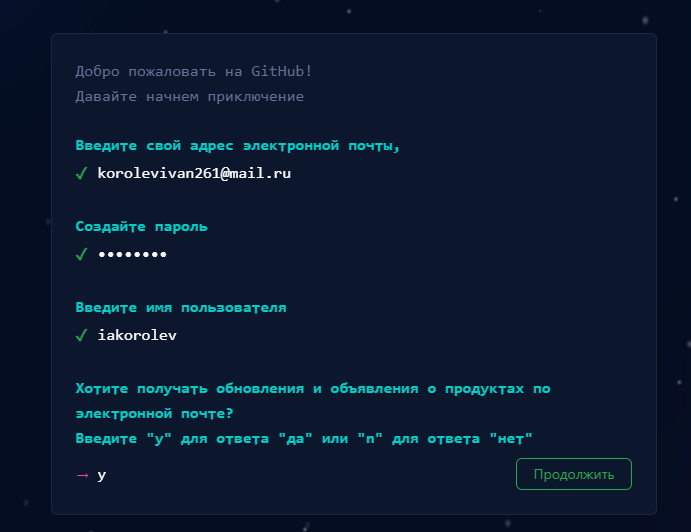 Добро пожаловать на GitHub!
Давайте начнем приключение
Введите свой адрес электронной почты,
✓ korolevivan261@mail.ru
Создайте пароль
✓ ••••••••
Введите имя пользователя
✓ iakorolev
Хотите получать обновления и объявления о продуктах по
электронной почте?
Введите "y" для ответа "да" или "n" для ответа "нет"
→ y
Продолжить